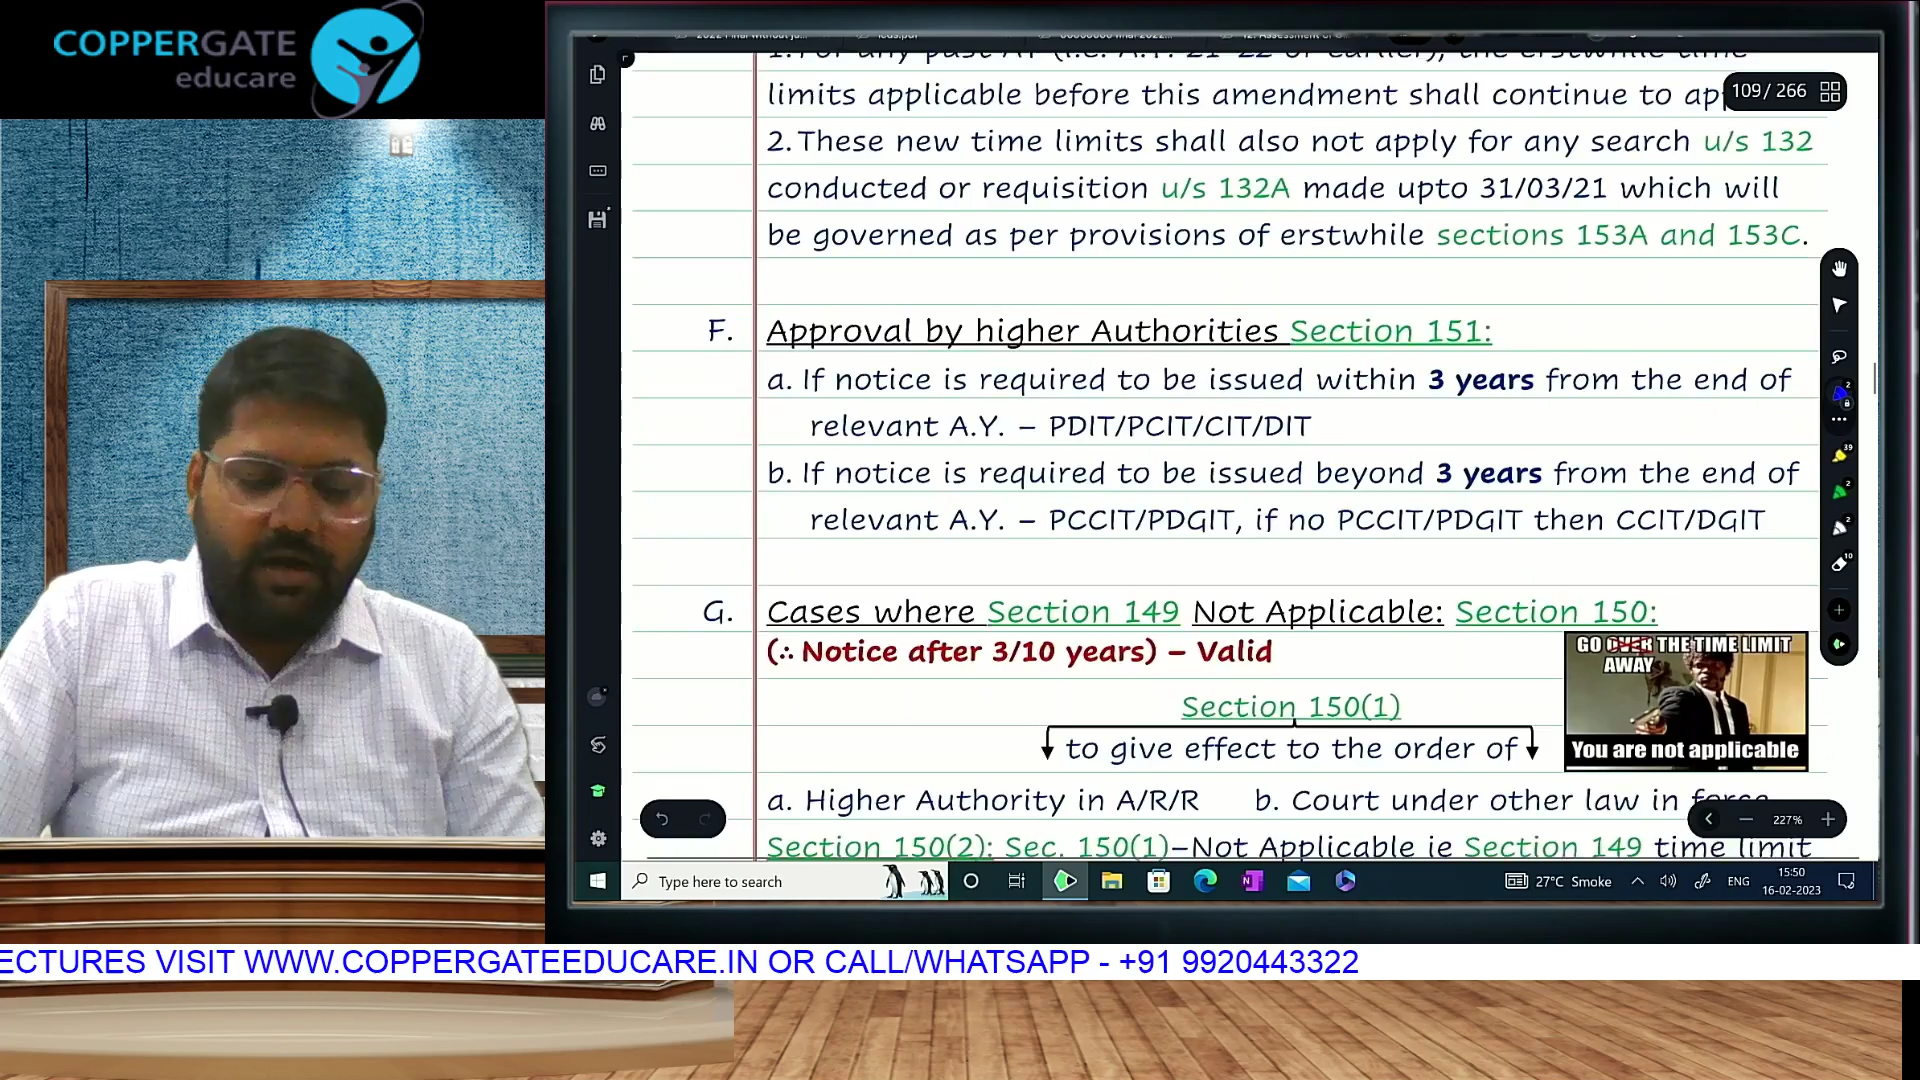 COPPERGATE
educare
109/ 266
limits applicable before this amendment shall continue to
2. These new time limits shall also not apply for any search u/s 132
conducted or requisition u/s 132A made upto 31/03/21 which will
be governed as per provisions of erstwhile sections 153A and 153C.
F. Approval by higher Authorities Section 151:
a. If notice is required to be issued within 3 years from the end of
relevant A.Y. – PDIT/PCIT/CIT/DIT
b. If notice is required to be issued beyond 3 years from the end of
relevant A.Y. – PCCIT/PDGIT, if no PCCIT/PDGIT then CCIT/DGIT
G. Cases where Section 149 Not Applicable: Section 150:
(∴ Notice after 3/10 years) – Valid
GO OVER THE TIME LIMIT
AWAY
You are not applicable
Section 150(1)
to give effect to the order of
a. Higher Authority in A/R/R b. Court under other law in force
Section 150(2): Sec. 150(1)–Not Applicable ie Section 149 time limit
227%
Type here to search
27°C Smoke
ENG
15:50
16-02-2023
ECTURES VISIT WWW.COPPERGATEEDUCARE.IN OR CALL/WHATSAPP - +91 9920443322